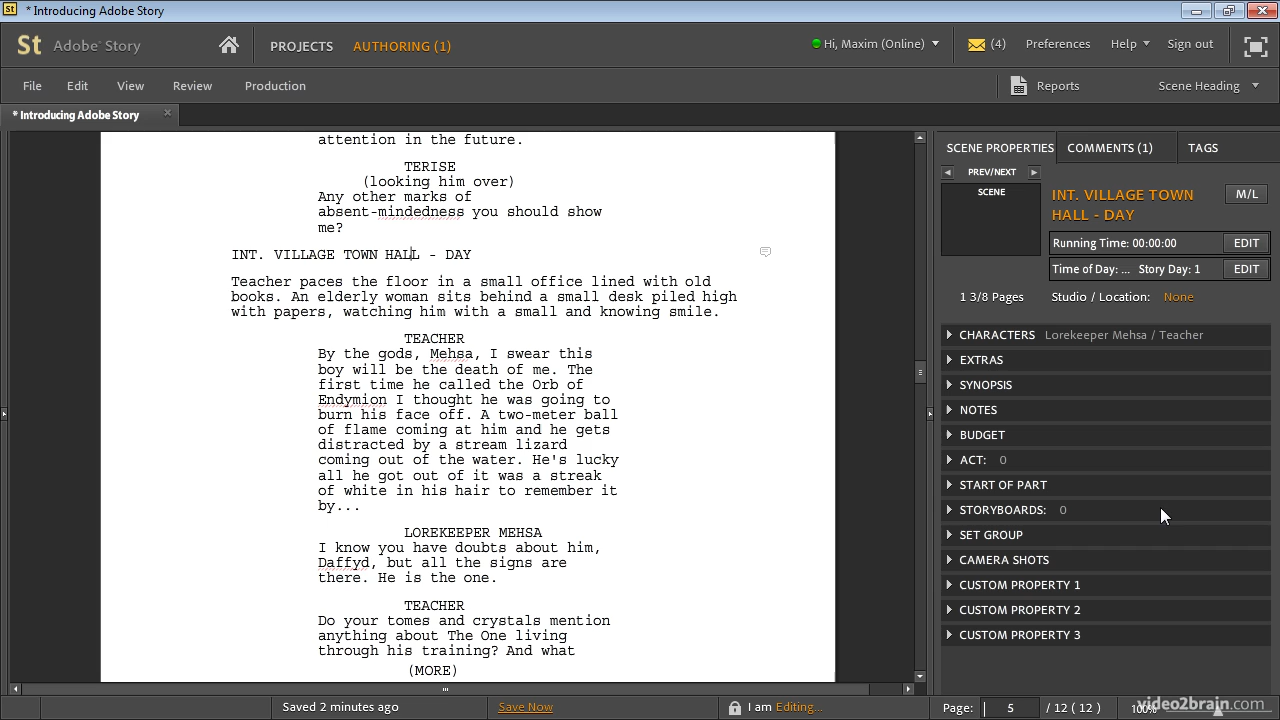 St * Introducing Adobe Story
St Adobe® Story PROJECTS AUTHORING (1) Hi, Maxim (Online) (4) Preferences Help Sign out
File Edit View Review Production Reports Scene Heading
* Introducing Adobe Story
attention in the future.
TERISE
(looking him over)
Any other marks of
absent-mindedness you should show
me?
INT. VILLAGE TOWN HALL - DAY
Teacher paces the floor in a small office lined with old
books. An elderly woman sits behind a small desk piled high
with papers, watching him with a small and knowing smile.
TEACHER
By the gods, Mehsa, I swear this
boy will be the death of me. The
first time he called the Orb of
Endymion I thought he was going to
burn his face off. A two-meter ball
of flame coming at him and he gets
distracted by a stream lizard
coming out of the water. He's lucky
all he got out of it was a streak
of white in his hair to remember it
by...
LOREKEEPER MEHSA
I know you have doubts about him,
Daffyd, but all the signs are
there. He is the one.
TEACHER
Do your tomes and crystals mention
anything about The One living
through his training? And what
(MORE)
SCENE PROPERTIES COMMENTS (1) TAGS
PREV/NEXT
SCENE
INT. VILLAGE TOWN
HALL - DAY
M/L
Running Time: 00:00:00 EDIT
Time of Day: ... Story Day: 1 EDIT
1 3/8 Pages Studio / Location: None
CHARACTERS Lorekeeper Mehsa / Teacher
EXTRAS
SYNOPSIS
NOTES
BUDGET
ACT: 0
START OF PART
STORYBOARDS: 0
SET GROUP
CAMERA SHOTS
CUSTOM PROPERTY 1
CUSTOM PROPERTY 2
CUSTOM PROPERTY 3
Saved 2 minutes ago Save Now I am Editing... Page: 5 / 12 ( 12 ) 100%
video2brain.com